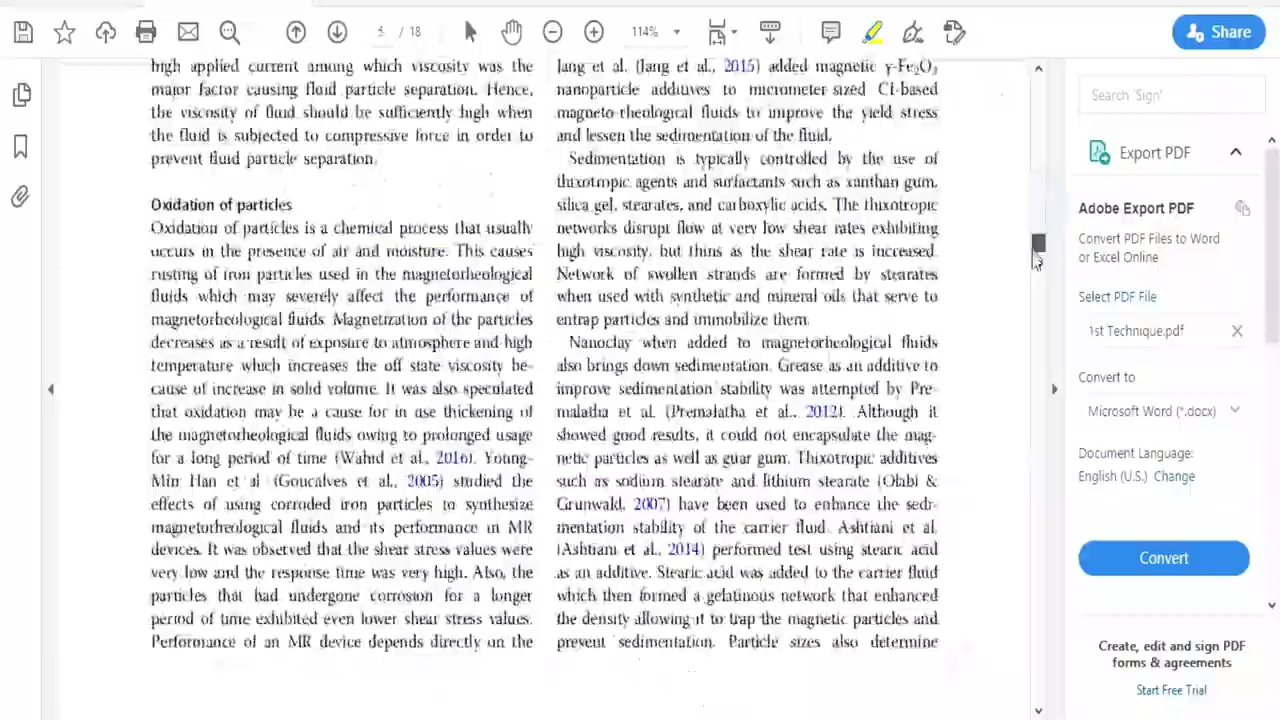 5 / 18
114%
Share
high applied current among which viscosity was the
major factor causing fluid particle separation. Hence,
the viscosity of fluid should be sufficiently high when
the fluid is subjected to compressive force in order to
prevent fluid particle separation.
Oxidation of particles
Oxidation of particles is a chemical process that usually
occurs in the presence of air and moisture. This causes
rusting of iron particles used in the magnetorheological
fluids which may severely affect the performance of
magnetorheological fluids. Magnetization of the particles
decreases as a result of exposure to atmosphere and high
temperature which increases the off state viscosity be-
cause of increase in solid volume. It was also speculated
that oxidation may be a cause for in use thickening of
the magnetorheological fluids owing to prolonged usage
for a long period of time (Wahid et al., 2016). Young-
Min Han et al (Goncalves et al., 2005) studied the
effects of using corroded iron particles to synthesize
magnetorheological fluids and its performance in MR
devices. It was observed that the shear stress values were
very low and the response time was very high. Also, the
particles that had undergone corrosion for a longer
period of time exhibited even lower shear stress values.
Performance of an MR device depends directly on the
Jang et al. (Jang et al., 2015) added magnetic γ-Fe₂O₃
nanoparticle additives to micrometer-sized CI-based
magneto-rheological fluids to improve the yield stress
and lessen the sedimentation of the fluid.
Sedimentation is typically controlled by the use of
thixotropic agents and surfactants such as xanthan gum,
silica gel, stearates, and carboxylic acids. The thixotropic
networks disrupt flow at very low shear rates exhibiting
high viscosity, but thins as the shear rate is increased.
Network of swollen strands are formed by stearates
when used with synthetic and mineral oils that serve to
entrap particles and immobilize them.
Nanoclay when added to magnetorheological fluids
also brings down sedimentation. Grease as an additive to
improve sedimentation stability was attempted by Pre-
malatha et al. (Premalatha et al., 2012). Although it
showed good results, it could not encapsulate the mag-
netic particles as well as guar gum. Thixotropic additives
such as sodium stearate and lithium stearate (Olabi &
Grunwald, 2007) have been used to enhance the sedi-
mentation stability of the carrier fluid. Ashtiani et al.
(Ashtiani et al., 2014) performed test using stearic acid
as an additive. Stearic acid was added to the carrier fluid
which then formed a gelatinous network that enhanced
the density allowing it to trap the magnetic particles and
prevent sedimentation. Particle sizes also determine
Search 'Sign'
Export PDF
Adobe Export PDF
Convert PDF Files to Word
or Excel Online
Select PDF File
1st Technique.pdf
Convert to
Microsoft Word (*.docx)
Document Language:
English (U.S.) Change
Convert
Create, edit and sign PDF
forms & agreements
Start Free Trial